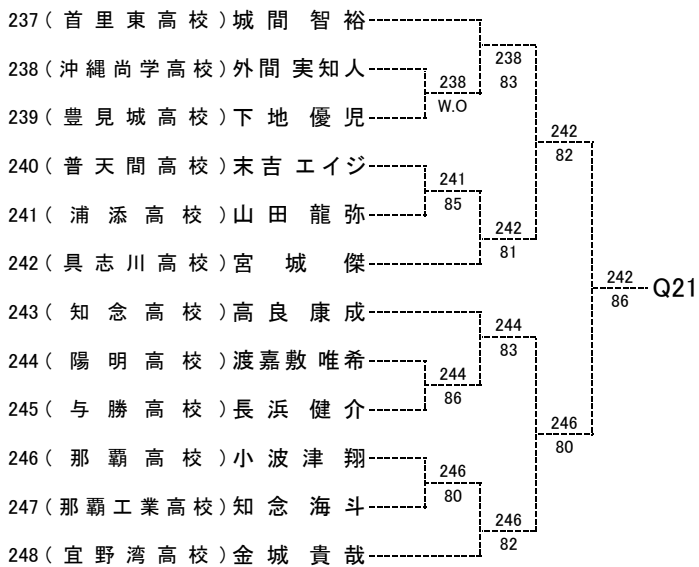 237(首里東高校)城間 智裕
238
83
238(沖縄尚学高校)外間 実知人
238
W.O
239(豊見城高校)下地 優児
242
82
240(普天間高校)末吉 エイジ
241
85
241(浦添高校)山田 龍弥
242
81
242(具志川高校)宮城 傑
242
86
Q21
243(知念高校)高良 康成
244
83
244(陽明高校)渡嘉敷 唯希
244
86
245(与勝高校)長浜 健介
246
80
246(那覇高校)小波津 翔
246
80
247(那覇工業高校)知念 海斗
246
82
248(宜野湾高校)金城 貴哉